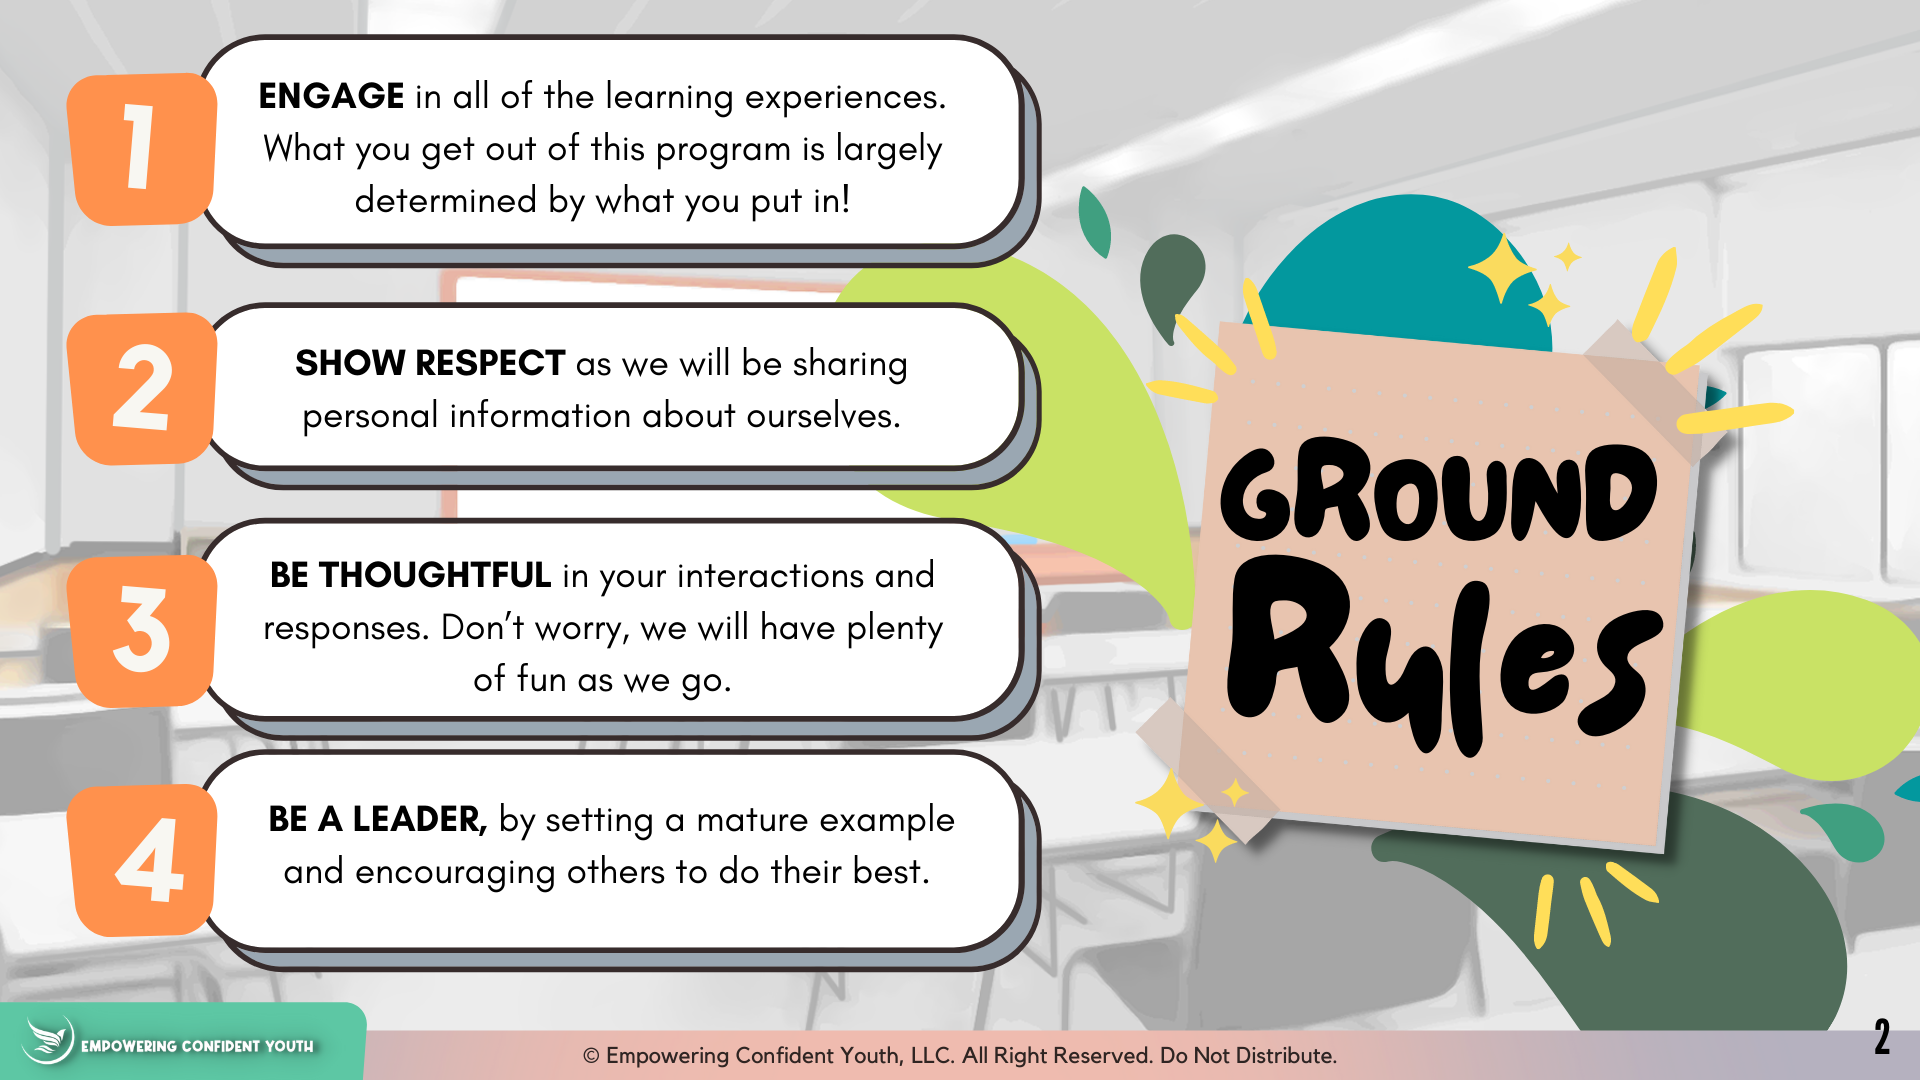 1
ENGAGE in all of the learning experiences.
What you get out of this program is largely
determined by what you put in!
2
SHOW RESPECT as we will be sharing
personal information about ourselves.
3
BE THOUGHTFUL in your interactions and
responses. Don't worry, we will have plenty
of fun as we go.
4
BE A LEADER, by setting a mature example
and encouraging others to do their best.
GROUND
Rules
EMPOWERING CONFIDENT YOUTH
© Empowering Confident Youth, LLC. All Right Reserved. Do Not Distribute.
2